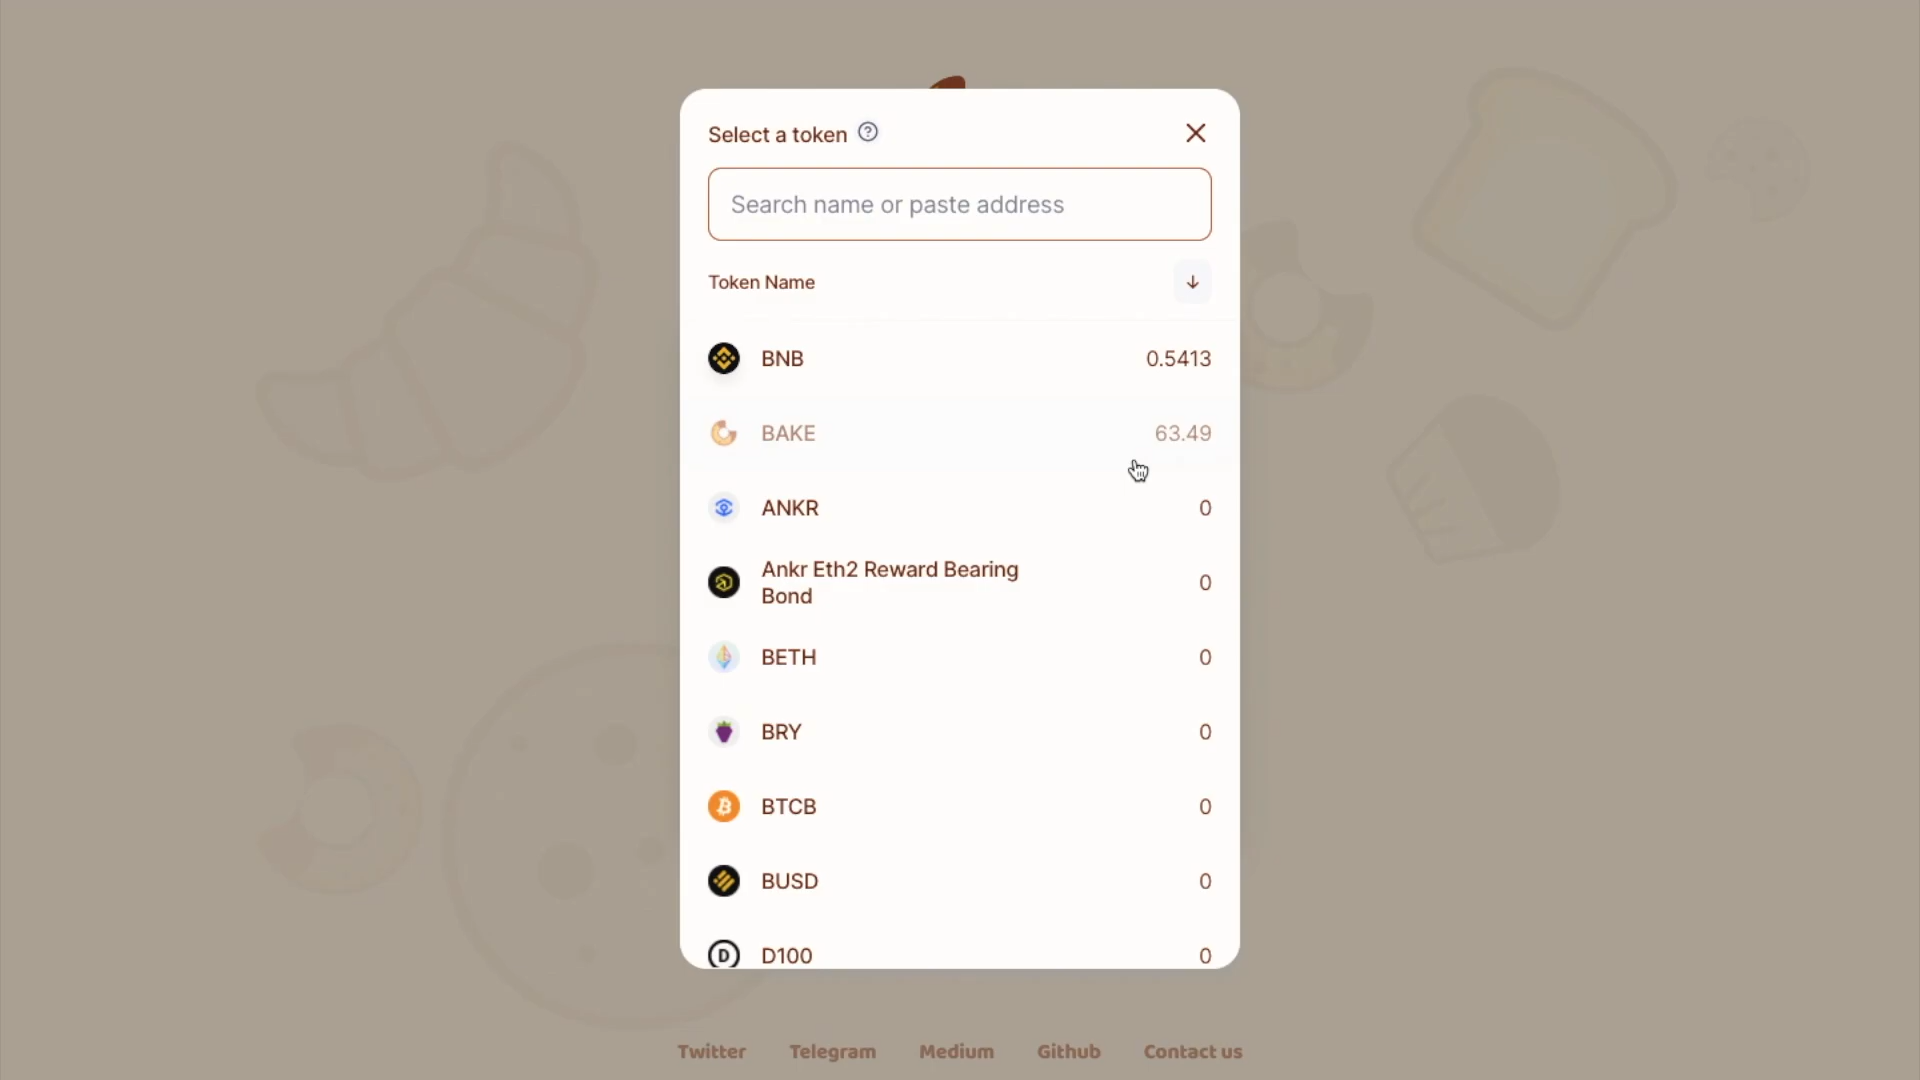 Select a token
Search name or paste address
Token Name
BNB 0.5413
BAKE 63.49
ANKR 0
Ankr Eth2 Reward Bearing
Bond 0
BETH 0
BRY 0
BTCB 0
BUSD 0
D D100 0
Twitter Telegram Medium Github Contact us